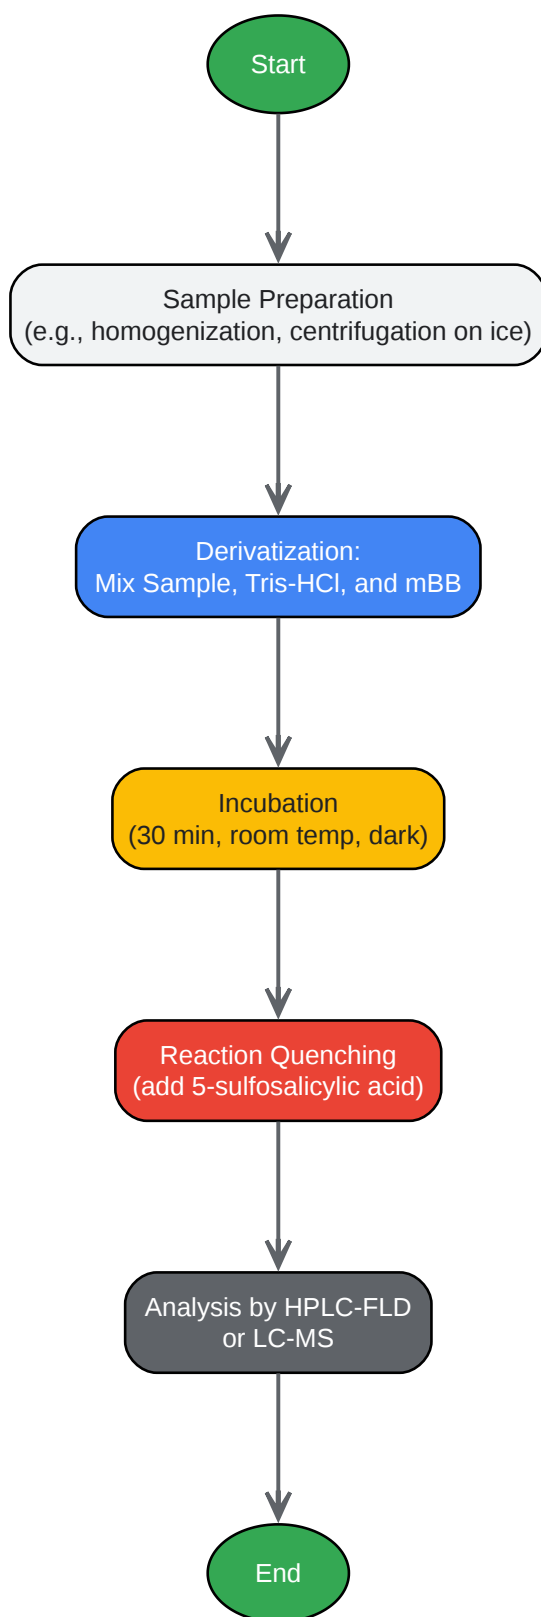 Start
Sample Preparation
(e.g., homogenization, centrifugation on ice)
Derivatization:
Mix Sample, Tris-HCl, and mBB
Incubation
(30 min, room temp, dark)
Reaction Quenching
(add 5-sulfosalicylic acid)
Analysis by HPLC-FLD
or LC-MS
End